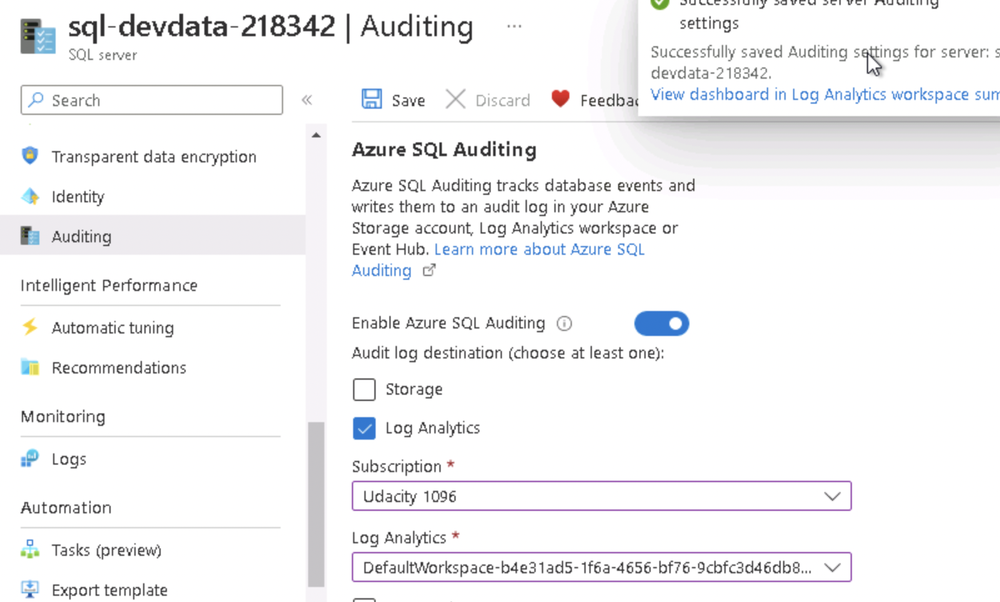 sql-devdata-218342 | Auditing ...
SQL server
Successfully saved server Auditing
settings
Successfully saved Auditing settings for server: s
devdata-218342.
View dashboard in Log Analytics workspace sum
Search
«
Save
Discard
Feedbac
Transparent data encryption
Identity
Auditing
Intelligent Performance
Automatic tuning
Recommendations
Monitoring
Logs
Automation
Tasks (preview)
Export template
Azure SQL Auditing
Azure SQL Auditing tracks database events and
writes them to an audit log in your Azure
Storage account, Log Analytics workspace or
Event Hub. Learn more about Azure SQL
Auditing
Enable Azure SQL Auditing
Audit log destination (choose at least one):
Storage
Log Analytics
Subscription *
Udacity 1096
Log Analytics *
DefaultWorkspace-b4e31ad5-1f6a-4656-bf76-9cbfc3d46db8...